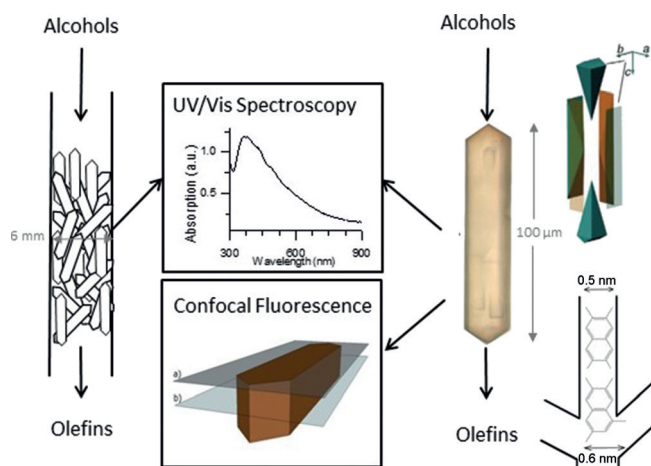 Alcohols
6 mm
Olefins
UV/Vis Spectroscopy
Absorption (a.u.)
1.0
0.5
300 600 900
Wavelength (nm)
Confocal Fluorescence
a)
b)
Alcohols
100 µm
Olefins
b a
c
0.5 nm
0.6 nm